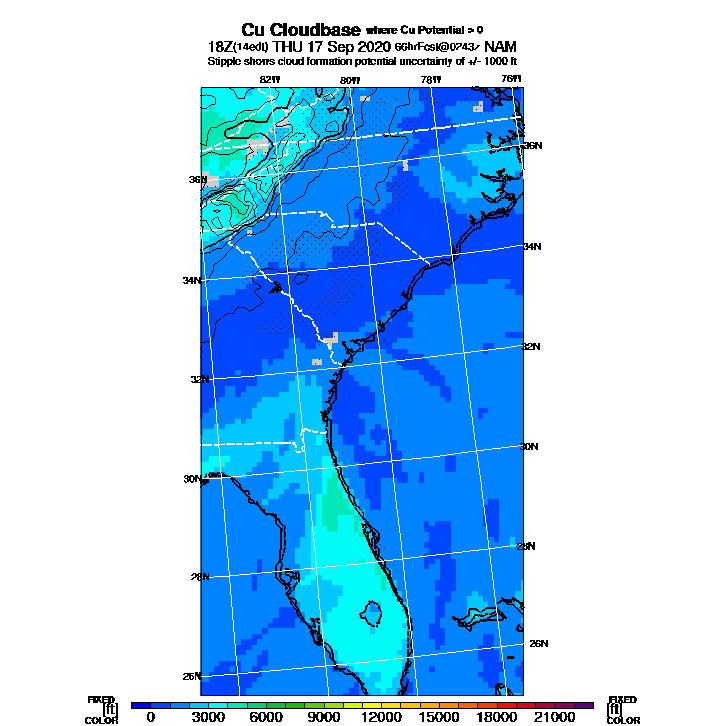 Cu Cloudbase where Cu Potential > 0
18Z(14edt) THU 17 Sep 2020 66hrFcst@0243z NAM
Stipple shows cloud formation potential uncertainty of +/- 1000 ft
82W 80W 78W 76W
36N 36N
34N 34N
32N 32N
30N 30N
28N 28N
26N 26N
FIXED FIXED
[ft] [ft]
COLOR COLOR
0 3000 6000 9000 12000 15000 18000 21000